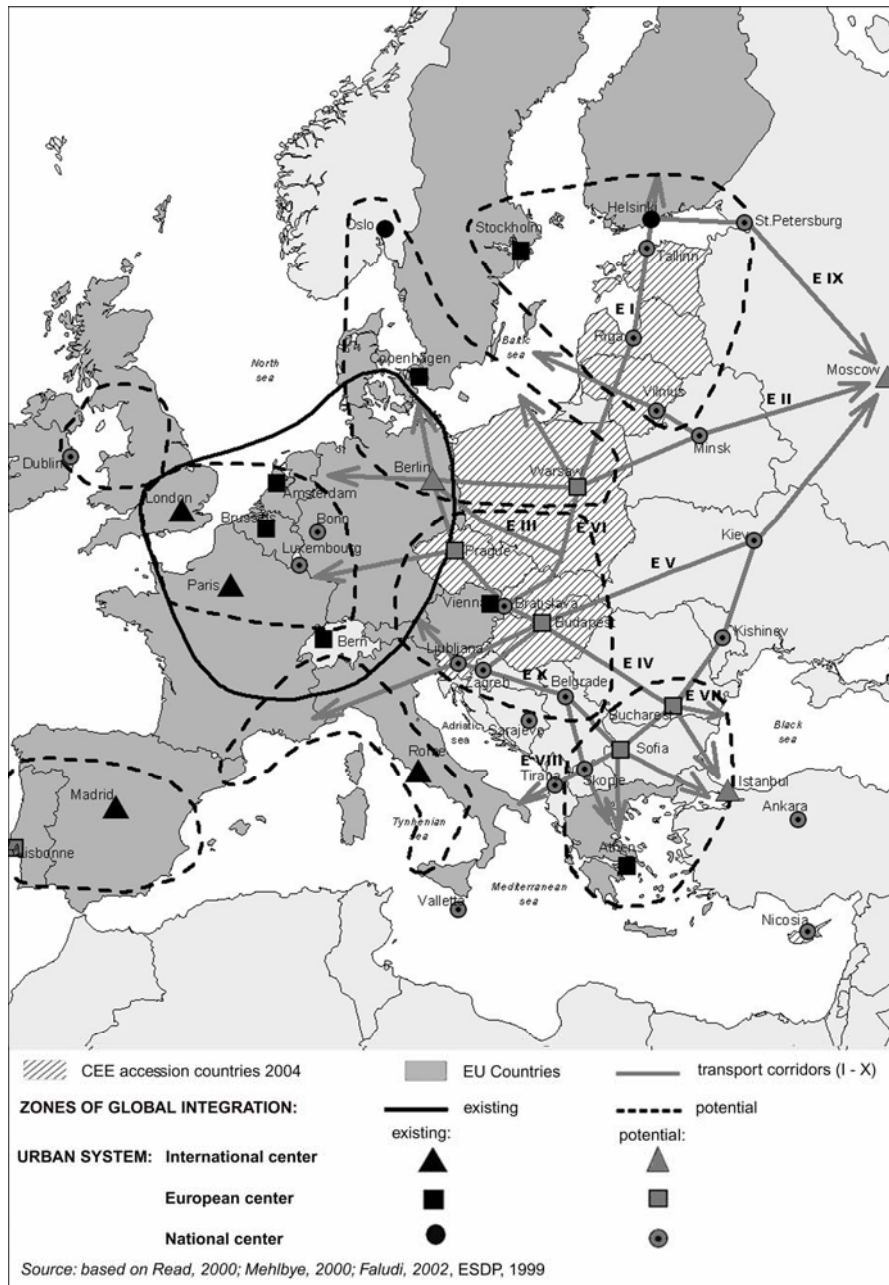 Oslo
Stockholm
Helsinki
St.Petersburg
Tallinn
E IX
E I
Riga
Baltic
sea
North
sea
Copenhagen
Moscow
Vilnius
E II
Minsk
Dublin
Berlin
Warsaw
London
Amsterdam
Brussels
Bonn
E III
E VI
Luxembourg
Prague
Kiev
E V
Paris
Vienna
Bratislava
Budapest
Bern
Kishinev
Ljubliana
Zagreb
E X
Belgrade
E IV
E VII
Bucharest
Adriatic
sea
Sarajevo
Black
sea
Rome
E VIII
Sofia
Tirana
Skopje
Istanbul
Madrid
Ankara
Tynhenian
sea
Lisbonne
Athens
Mediterranean
sea
Valletta
Nicosia
CEE accession countries 2004
EU Countries
transport corridors (I - X)
ZONES OF GLOBAL INTEGRATION:
existing
potential
existing:
potential:
URBAN SYSTEM:
International center
European center
National center
Source: based on Read, 2000; Mehlbye, 2000; Faludi, 2002, ESDP, 1999